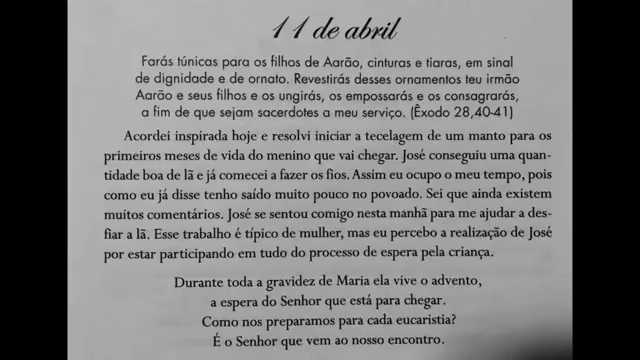 11 de abril
Farás túnicas para os filhos de Aarão, cinturas e tiaras, em sinal
de dignidade e de ornato. Revestirás desses ornamentos teu irmão
Aarão e seus filhos e os ungirás, os empossarás e os consagrarás,
a fim de que sejam sacerdotes a meu serviço. (Êxodo 28,40-41)
Acordei inspirada hoje e resolvi iniciar a tecelagem de um manto para os
primeiros meses de vida do menino que vai chegar. José conseguiu uma quan-
tidade boa de lã e já comecei a fazer os fios. Assim eu ocupo o meu tempo, pois
como eu já disse tenho saído muito pouco no povoado. Sei que ainda existem
muitos comentários. José se sentou comigo nesta manhã para me ajudar a des-
fiar a lã. Esse trabalho é típico de mulher, mas eu percebo a realização de José
por estar participando em tudo do processo de espera pela criança.
Durante toda a gravidez de Maria ela vive o advento,
a espera do Senhor que está para chegar.
Como nos preparamos para cada eucaristia?
É o Senhor que vem ao nosso encontro.